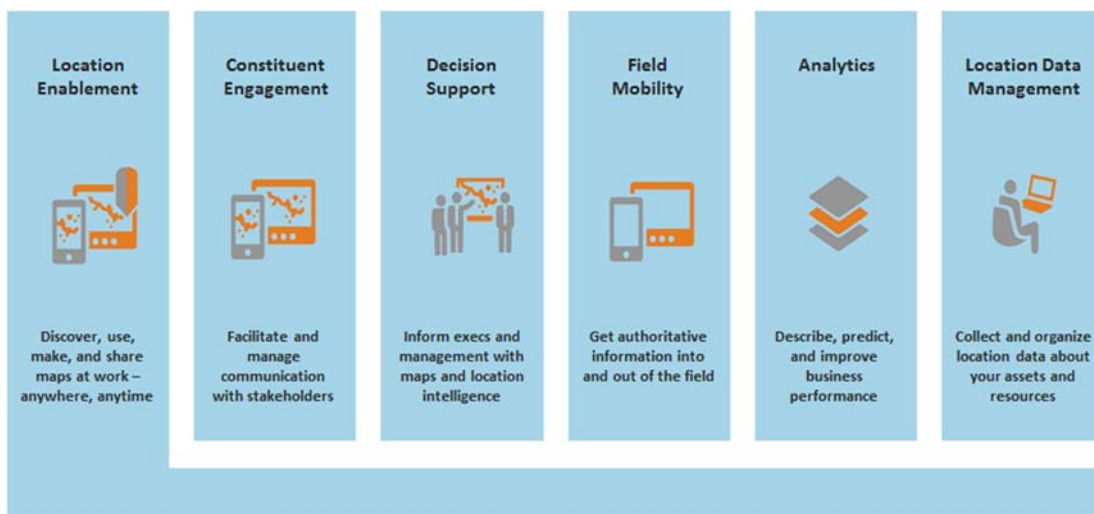 Location
Enablement
Discover, use,
make, and share
maps at work –
anywhere, anytime
Constituent
Engagement
Facilitate and
manage
communication
with stakeholders
Decision
Support
Inform execs and
management with
maps and location
intelligence
Field
Mobility
Get authoritative
information into
and out of the field
Analytics
Describe, predict,
and improve
business
performance
Location Data
Management
Collect and organize
location data about
your assets and
resources